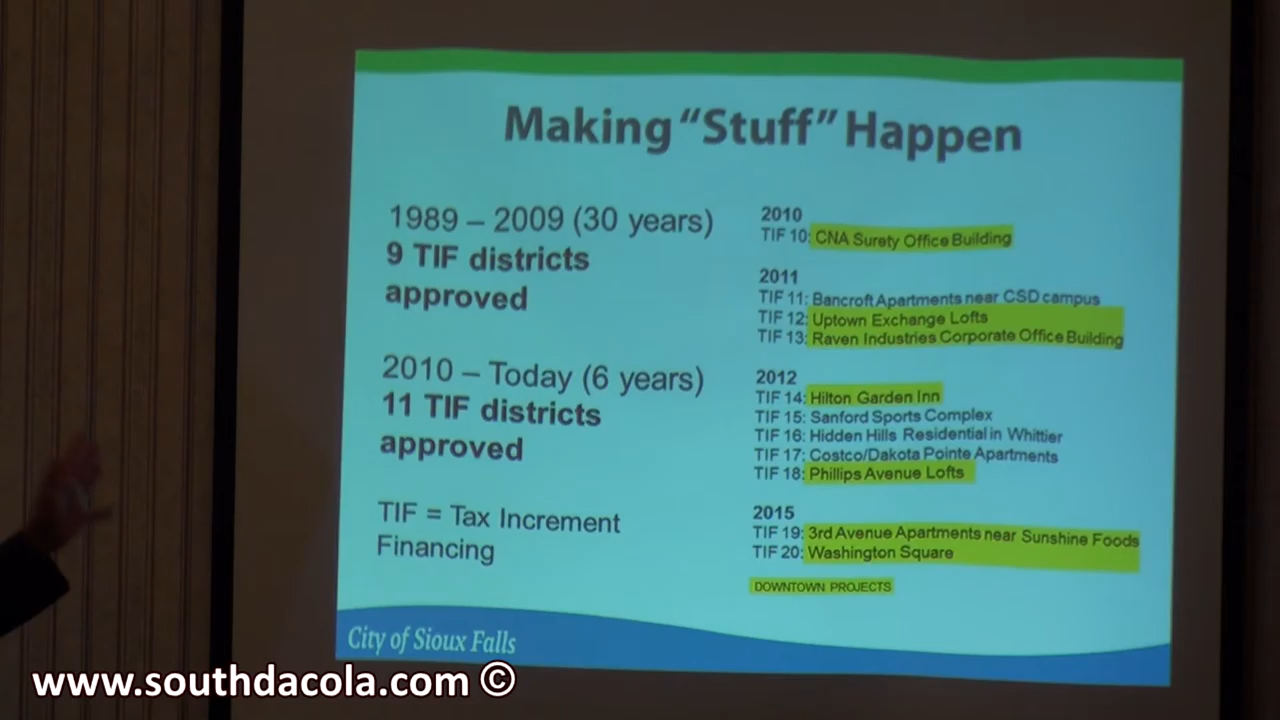 Making “Stuff” Happen
1989 – 2009 (30 years)
9 TIF districts
approved
2010 – Today (6 years)
11 TIF districts
approved
TIF = Tax Increment
Financing
2010
TIF 10: CNA Surety Office Building
2011
TIF 11: Bancroft Apartments near CSD campus
TIF 12: Uptown Exchange Lofts
TIF 13: Raven Industries Corporate Office Building
2012
TIF 14: Hilton Garden Inn
TIF 15: Sanford Sports Complex
TIF 16: Hidden Hills Residential in Whittier
TIF 17: Costco/Dakota Pointe Apartments
TIF 18: Phillips Avenue Lofts
2015
TIF 19: 3rd Avenue Apartments near Sunshine Foods
TIF 20: Washington Square
DOWNTOWN PROJECTS
City of Sioux Falls
www.southdacola.com ©